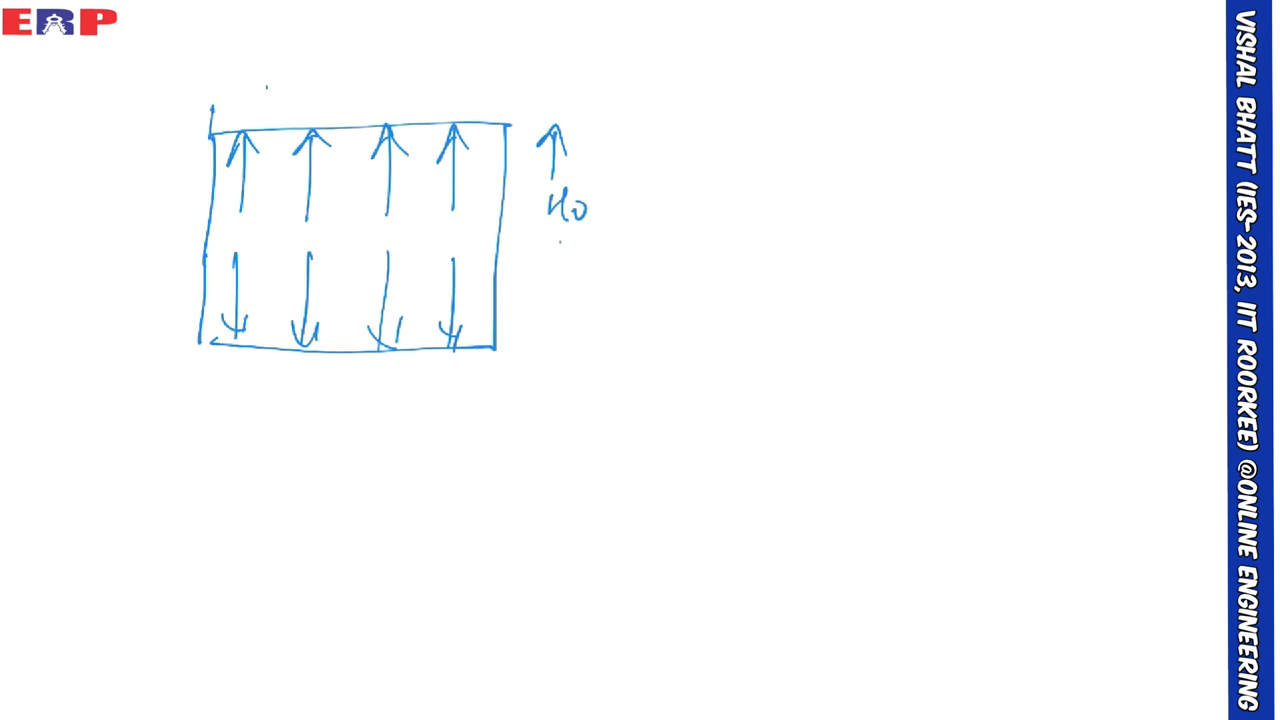 ERP
H0
VISHAL BHATT (IES-2013, IIT ROORKEE) @ONLINE ENGINEERING